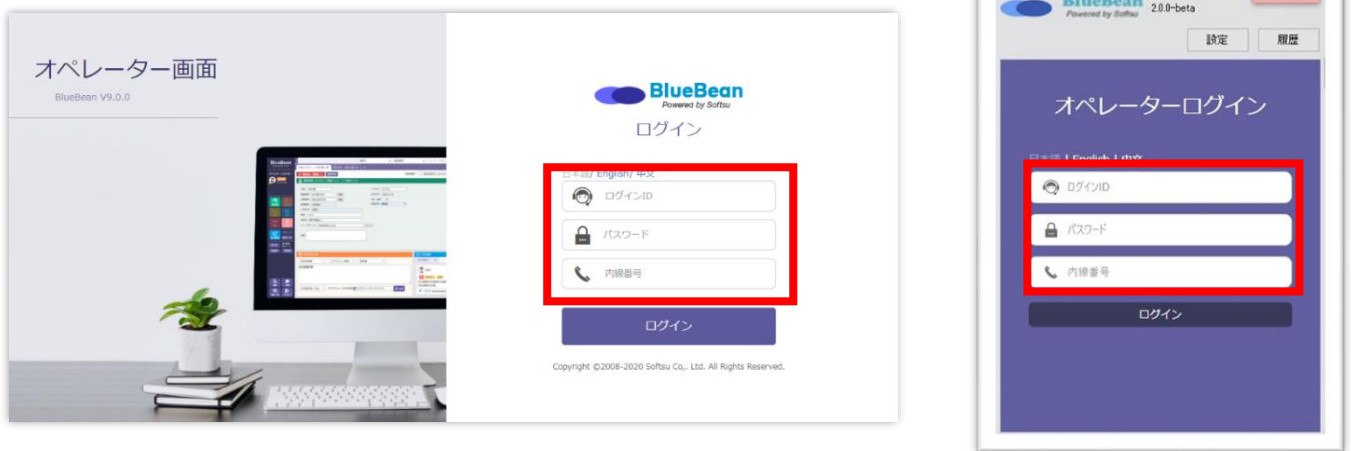 オペレーター画面
BlueBean V9.0.0
BlueBean
Powered by Softsu
ログイン
日本語/ English/ 中文
ログインID
パスワード
内線番号
ログイン
Copyright ©2008-2020 Softsu Co,. Ltd. All Rights Reserved.
BlueBean
Powered by Softsu
2.0.0-beta
設定
履歴
オペレーターログイン
日本語 / English / 中文
ログインID
パスワード
内線番号
ログイン